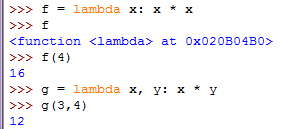 >>> f = lambda x: x * x
>>> f
<function <lambda> at 0x020B04B0>
>>> f(4)
16
>>> g = lambda x, y: x * y
>>> g(3,4)
12